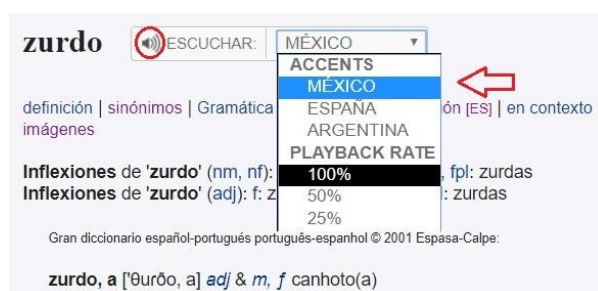 zurdo ESCUCHAR: MÉXICO
ACCENTS
MÉXICO
definición | sinónimos | Gramática ESPAÑA ón [ES] | en contexto
imágenes ARGENTINA
PLAYBACK RATE
Inflexiones de 'zurdo' (nm, nf): 100% , fpl: zurdas
Inflexiones de 'zurdo' (adj): f: z 50% : zurdas
25%
Gran diccionario español-portugués português-espanhol © 2001 Espasa-Calpe:
zurdo, a ['θurðo, a] adj & m, f canhoto(a)